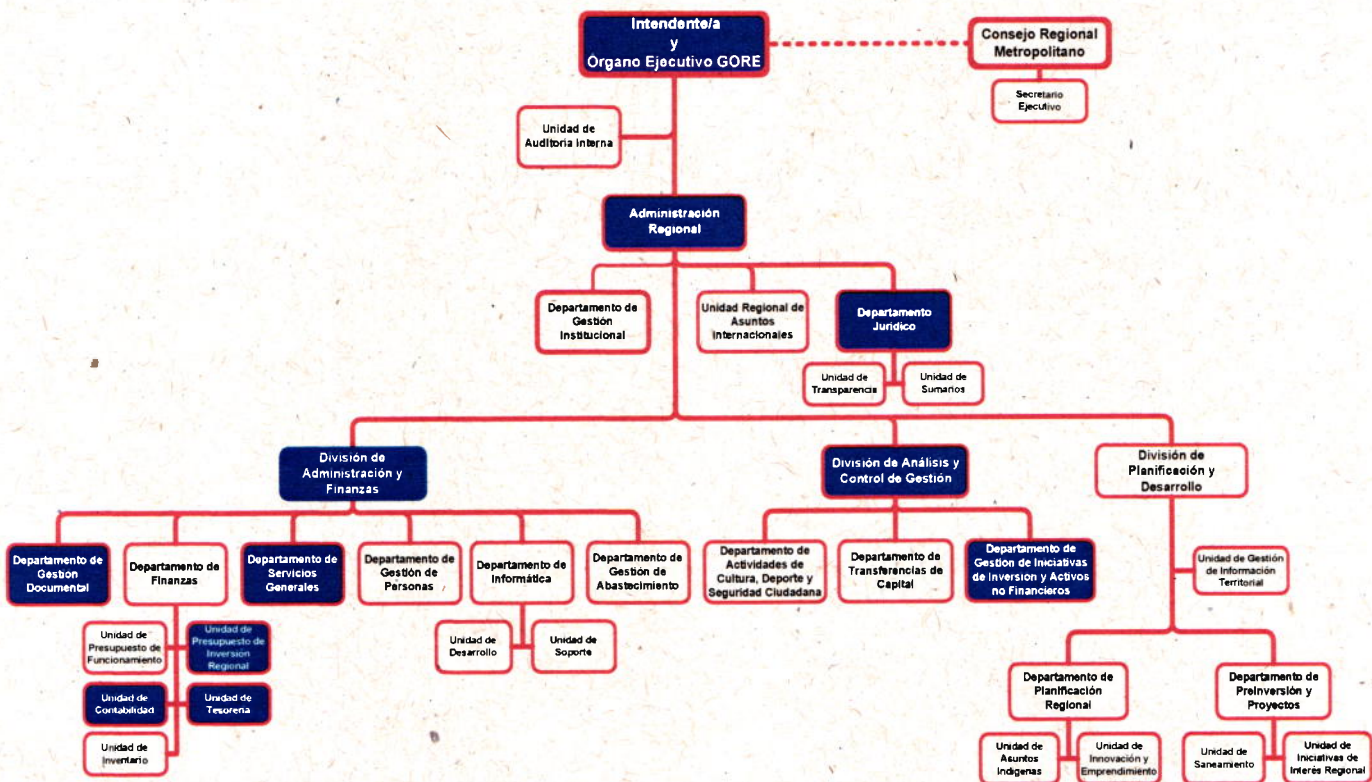 Intendente/a
y
Órgano Ejecutivo GORE
Consejo Regional
Metropolitano
Secretario
Ejecutivo
Unidad de
Auditoria Interna
Administración
Regional
Departamento de
Gestión
Institucional
Unidad Regional de
Asuntos
Internacionales
Departamento
Jurídico
Unidad de
Transparencia
Unidad de
Sumarios
División de
Administración y
Finanzas
División de Análisis y
Control de Gestión
División de
Planificación y
Desarrollo
Departamento de
Gestión
Documental
Departamento de
Finanzas
Departamento de
Servicios
Generales
Departamento de
Gestión de
Personas
Departamento de
Informática
Departamento de
Gestión de
Abastecimiento
Departamento de
Actividades de
Cultura, Deporte y
Seguridad Ciudadana
Departamento de
Transferencias de
Capital
Departamento de
Gestion de Iniciativas
de Inversión y Activos
no Financieros
Unidad de Gestión
de Información
Territorial
Unidad de
Presupuesto de
Funcionamiento
Unidad de
Presupuesto de
Inversión
Regional
Unidad de
Desarrollo
Unidad de
Soporte
Unidad de
Contabilidad
Unidad de
Tesorería
Unidad de
Inventario
Departamento de
Planificación
Regional
Departamento de
Preinversión y
Proyectos
Unidad de
Asuntos
Indígenas
Unidad de
Innovación y
Emprendimiento
Unidad de
Saneamiento
Unidad de
Iniciativas de
Interés Regional